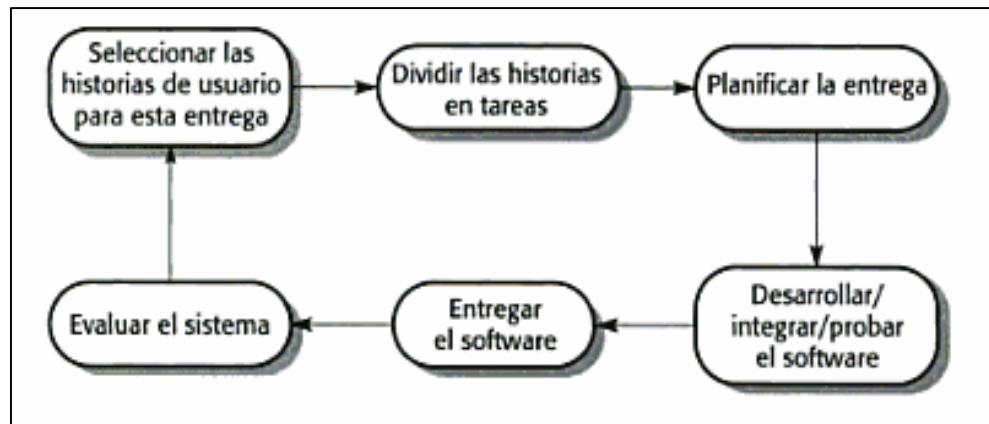 Seleccionar las
historias de usuario
para esta entrega
Dividir las historias
en tareas
Planificar la entrega
Evaluar el sistema
Entregar
el software
Desarrollar/
integrar/probar
el software